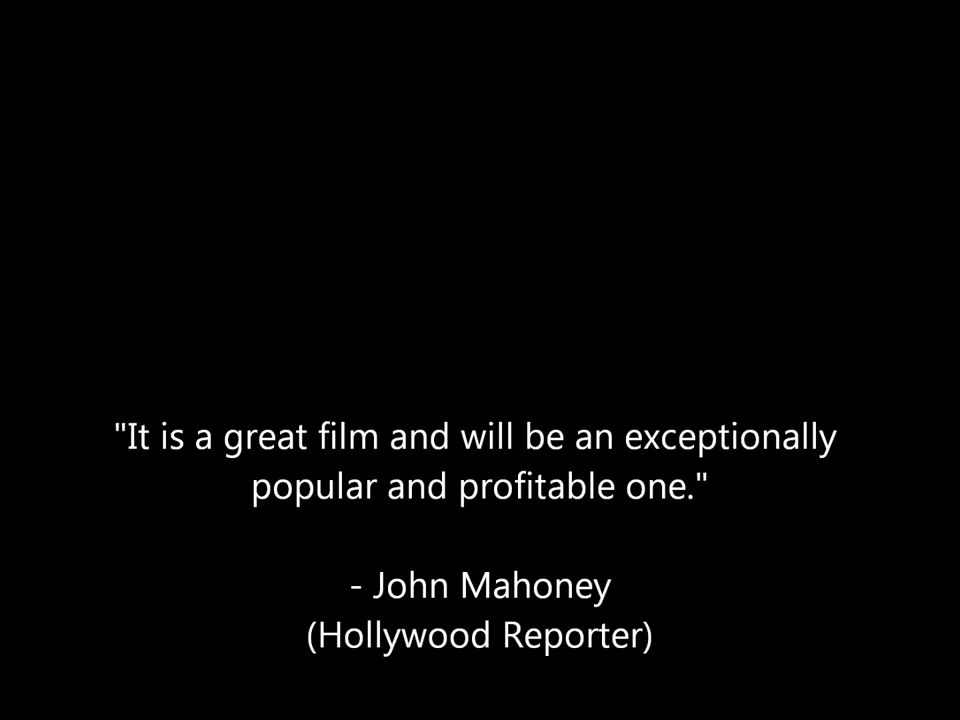 "It is a great film and will be an exceptionally
popular and profitable one."
- John Mahoney
(Hollywood Reporter)